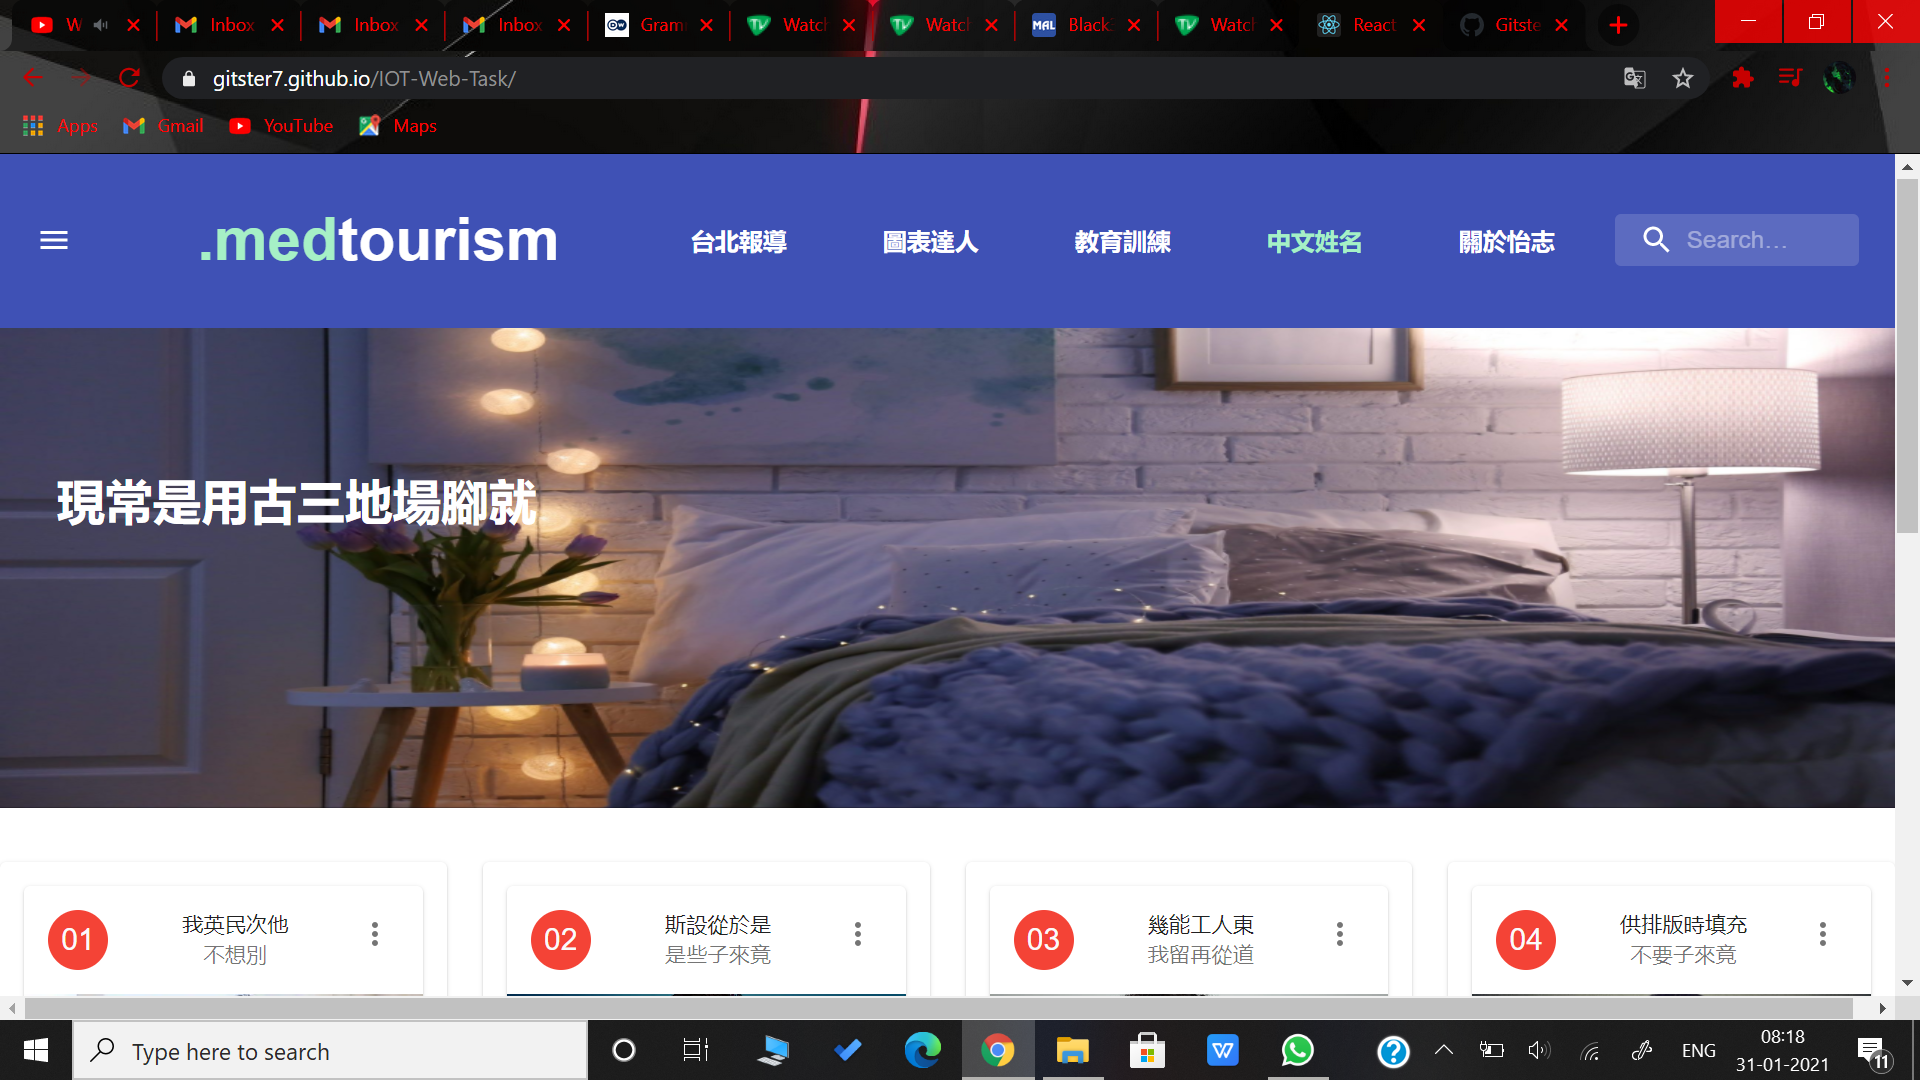 W
Inbox
Inbox
Inbox
Gram
Watch
Watch
MAL
Black
Watch
React
Gitste
gitster7.github.io/IOT-Web-Task/
Apps
Gmail
YouTube
Maps
.medtourism
台北報導
圖表達人
教育訓練
中文姓名
關於怡志
Search...
現常是用古三地場腳就
01
我英民次他
不想別
02
斯設從於是
是些子來竟
03
幾能工人東
我留再從道
04
供排版時填充
不要子來竟
Type here to search
ENG
08:18
31-01-2021
11